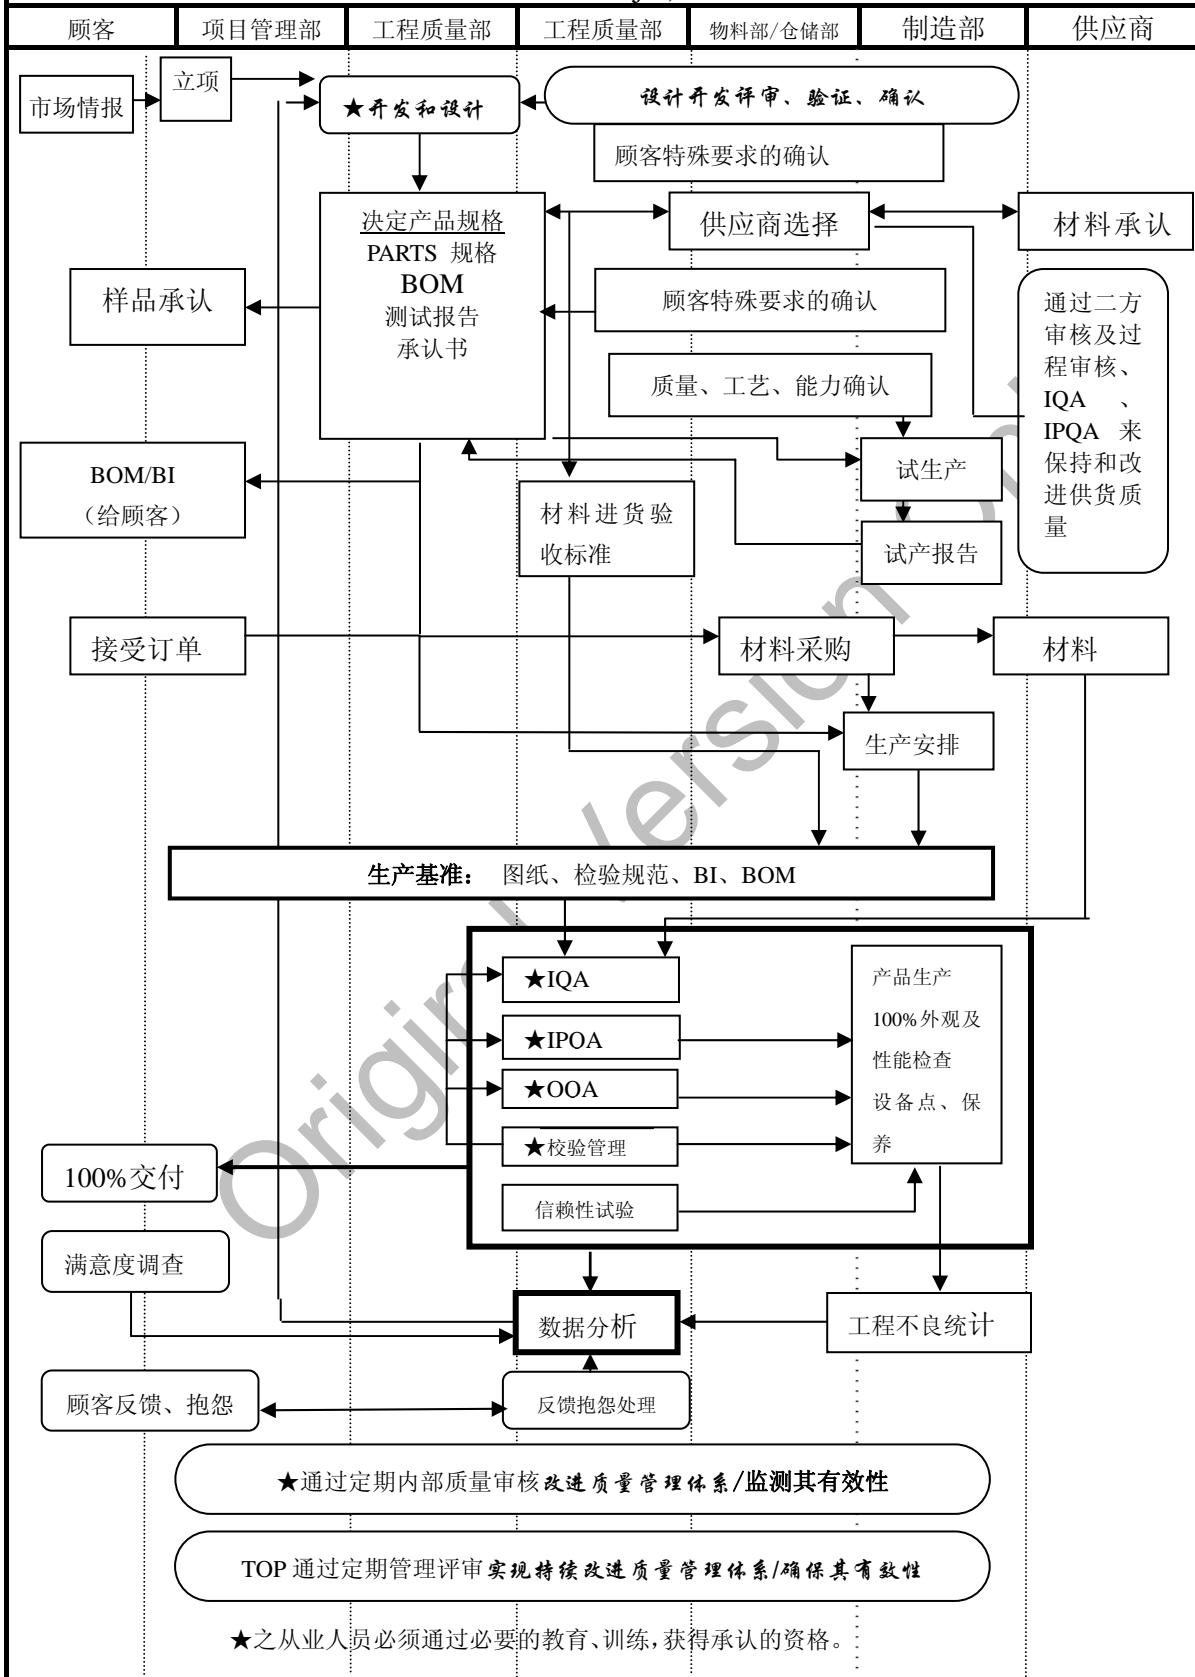 顾客 项目管理部 工程质量部 工程质量部 物料部/仓储部 制造部 供应商
市场情报
立项
★开发和设计
设计开发评审、验证、确认
顾客特殊要求的确认
决定产品规格
PARTS 规格
BOM
测试报告
承认书
供应商选择
材料承认
样品承认
顾客特殊要求的确认
通过二方
审核及过
程审核、
IQA 、
IPQA 来
保持和改
进供货质
量
质量、工艺、能力确认
BOM/BI
（给顾客）
试生产
材料进货验
收标准
试产报告
接受订单
材料采购
材料
生产安排
生产基准： 图纸、检验规范、BI、BOM
★IQA
★IPQA
★OQA
★校验管理
信赖性试验
产品生产
100%外观及
性能检查
设备点、保
养
100%交付
满意度调查
数据分析
工程不良统计
顾客反馈、抱怨
反馈抱怨处理
★通过定期内部质量审核改进质量管理体系/监测其有效性
TOP 通过定期管理评审实现持续改进质量管理体系/确保其有效性
★之从业人员必须通过必要的教育、训练,获得承认的资格。
Original Version Only